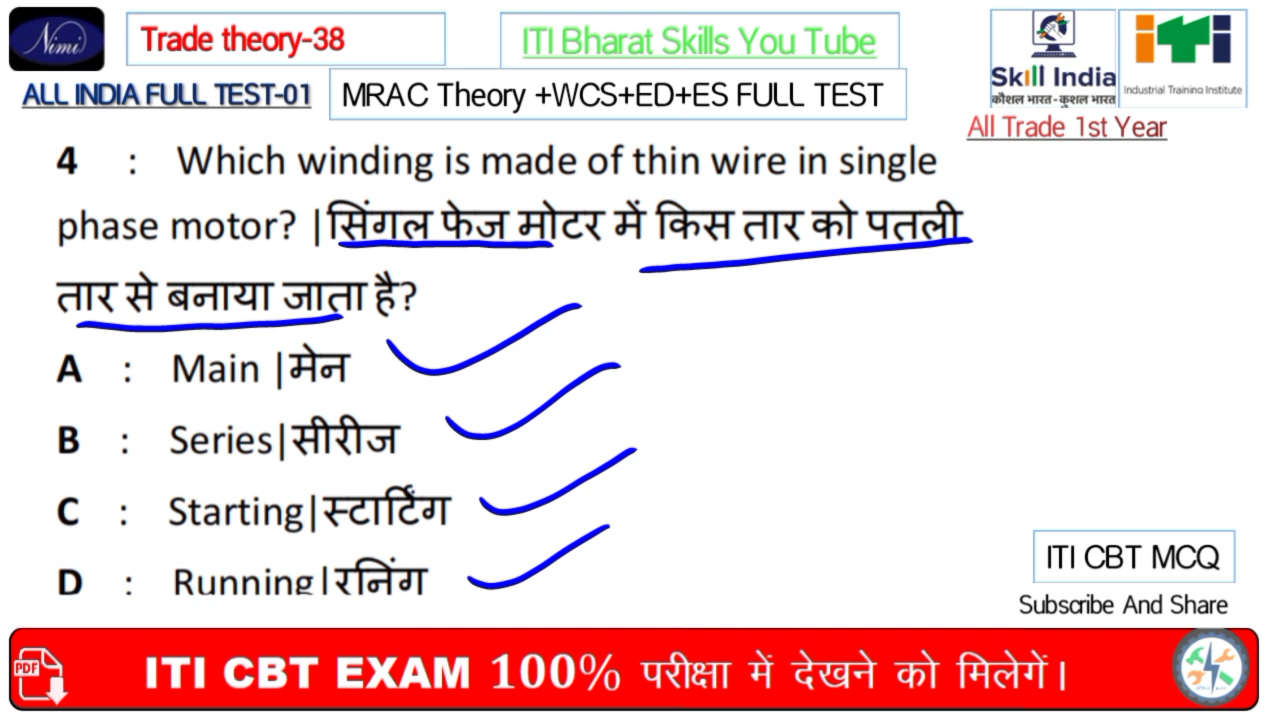 Nimi
Trade theory-38
ITI Bharat Skills You Tube
ALL INDIA FULL TEST-01
MRAC Theory +WCS+ED+ES FULL TEST
Skill India
कौशल भारत-कुशल भारत
iTi
Industrial Training Institute
All Trade 1st Year
4 : Which winding is made of thin wire in single
phase motor? |सिंगल फेज मोटर में किस तार को पतली
तार से बनाया जाता है?
A : Main |मेन
B : Series|सीरीज
C : Starting|स्टार्टिंग
D : Running|रनिंग
ITI CBT MCQ
Subscribe And Share
PDF
ITI CBT EXAM 100% परीक्षा में देखने को मिलेगें।